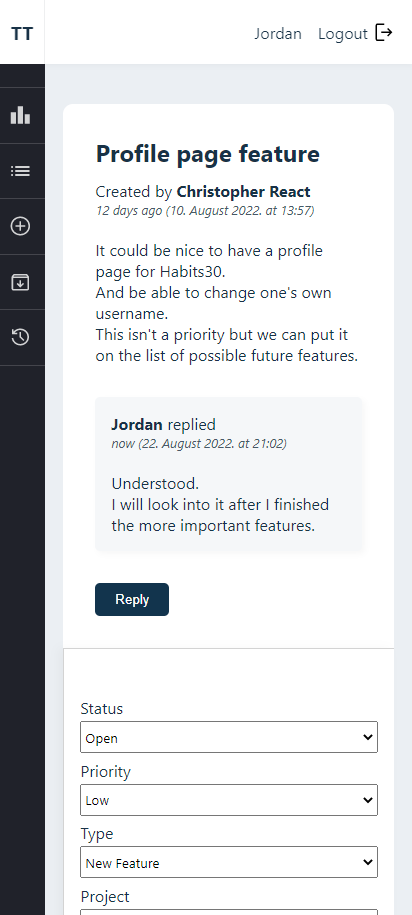 TT
Jordan Logout
Profile page feature
Created by Christopher React
12 days ago (10. August 2022. at 13:57)
It could be nice to have a profile
page for Habits30.
And be able to change one's own
username.
This isn't a priority but we can put it
on the list of possible future features.
Jordan replied
now (22. August 2022. at 21:02)
Understood.
I will look into it after I finished
the more important features.
Reply
Status
Open
Priority
Low
Type
New Feature
Project